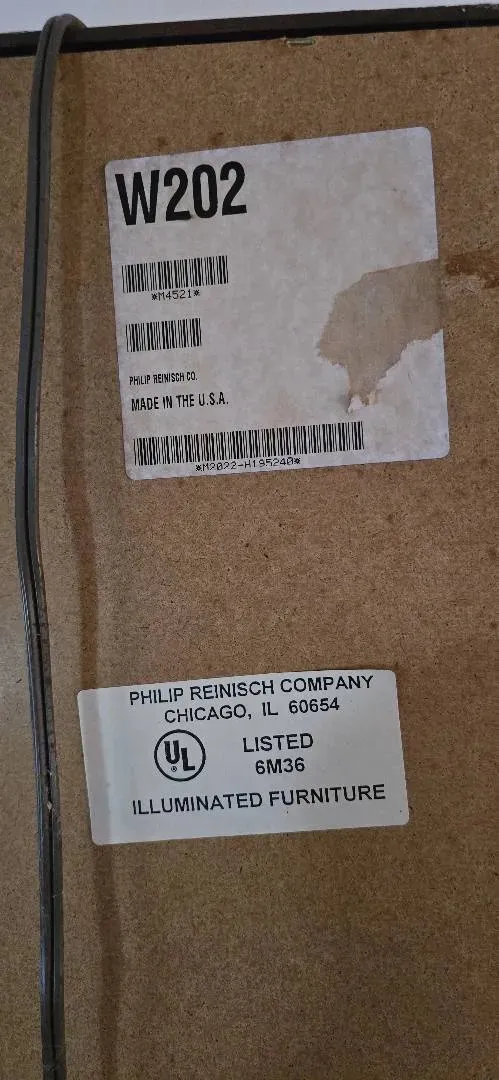 W202
*M4521*
PHILIP REINISCH CO.
MADE IN THE U.S.A.
*M2022-H195240*
PHILIP REINISCH COMPANY
CHICAGO, IL 60654
UL
®
LISTED
6M36
ILLUMINATED FURNITURE